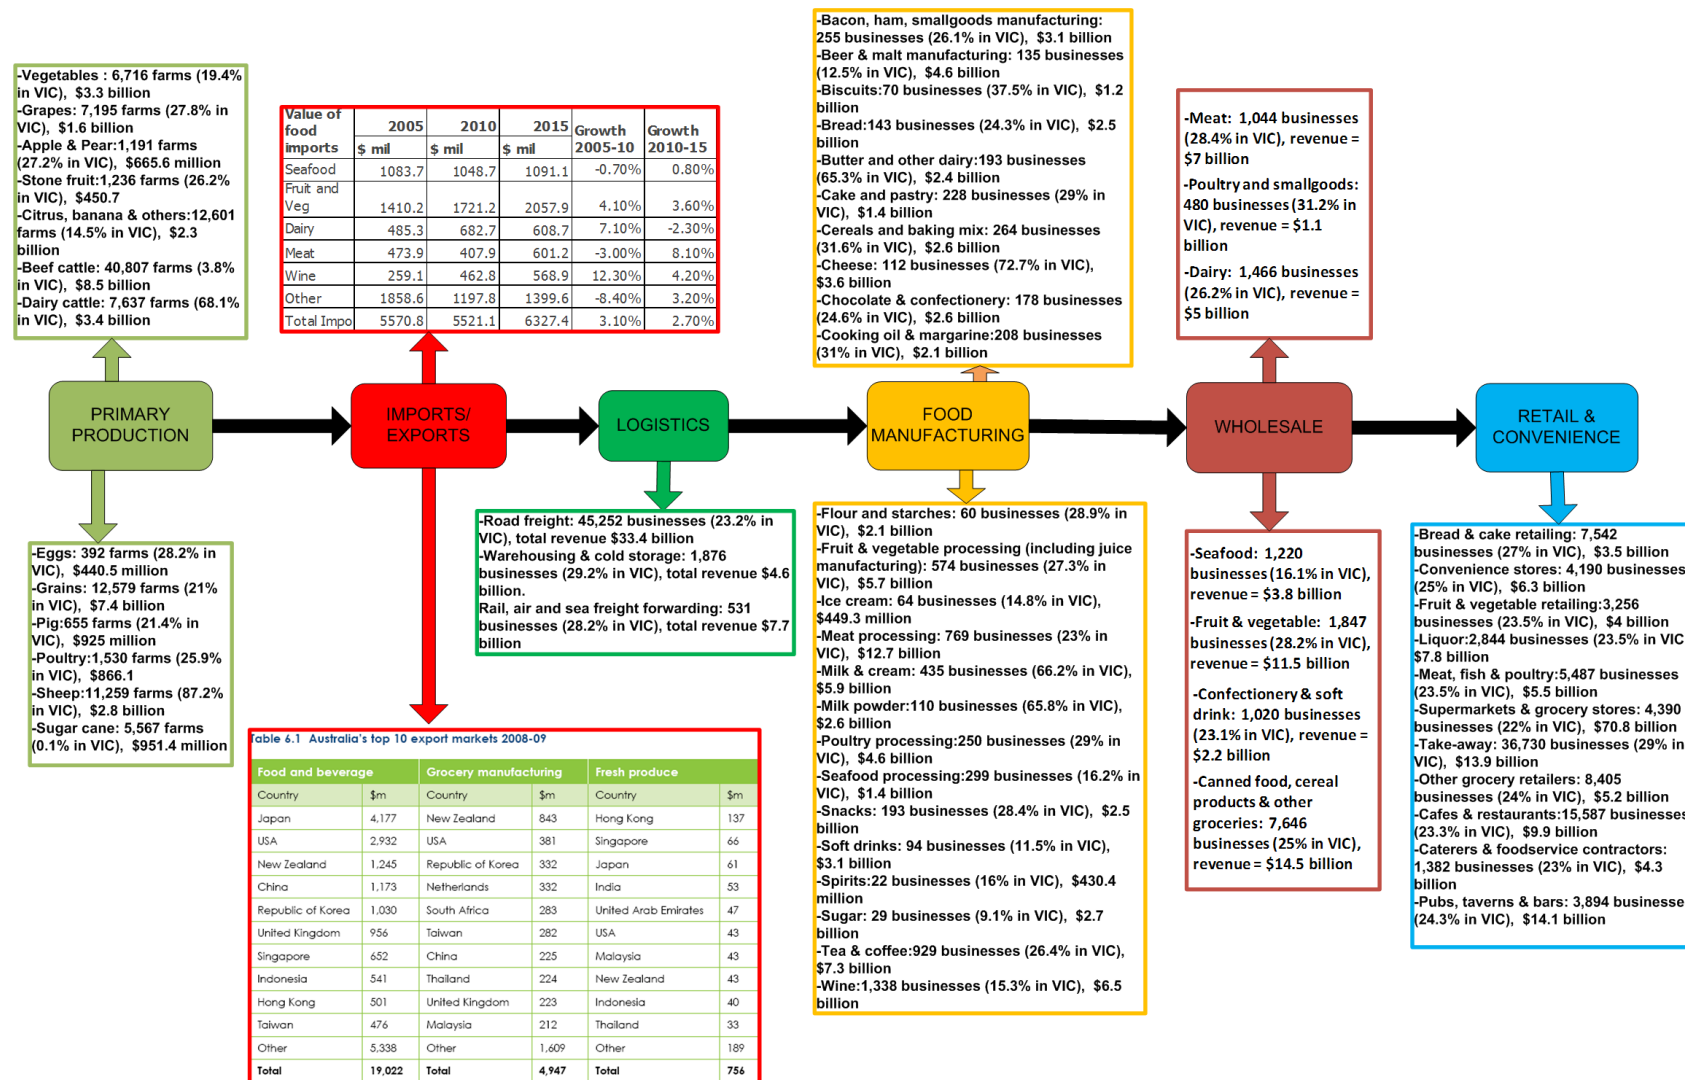 -Vegetables : 6,716 farms (19.4%
in VIC),  $3.3 billion
-Grapes: 7,195 farms (27.8% in
VIC),  $1.6 billion
-Apple & Pear:1,191 farms
(27.2% in VIC),  $665.6 million
-Stone fruit:1,236 farms (26.2%
in VIC),  $450.7
-Citrus, banana & others:12,601
farms (14.5% in VIC),  $2.3
billion
-Beef cattle: 40,807 farms (3.8%
in VIC),  $8.5 billion
-Dairy cattle: 7,637 farms (68.1%
in VIC),  $3.4 billion
Value of food imports 2005 $ mil 2010 $ mil 2015 $ mil Growth 2005-10 Growth 2010-15
Seafood 1083.7 1048.7 1091.1 -0.70% 0.80%
Fruit and Veg 1410.2 1721.2 2057.9 4.10% 3.60%
Dairy 485.3 682.7 608.7 7.10% -2.30%
Meat 473.9 407.9 601.2 -3.00% 8.10%
Wine 259.1 462.8 568.9 12.30% 4.20%
Other 1858.6 1197.8 1399.6 -8.40% 3.20%
Total Impo 5570.8 5521.1 6327.4 3.10% 2.70%
-Bacon, ham, smallgoods manufacturing:
255 businesses (26.1% in VIC),  $3.1 billion
-Beer & malt manufacturing: 135 businesses
(12.5% in VIC),  $4.6 billion
-Biscuits:70 businesses (37.5% in VIC),  $1.2
billion
-Bread:143 businesses (24.3% in VIC),  $2.5
billion
-Butter and other dairy:193 businesses
(65.3% in VIC),  $2.4 billion
-Cake and pastry: 228 businesses (29% in
VIC),  $1.4 billion
-Cereals and baking mix: 264 businesses
(31.6% in VIC),  $2.6 billion
-Cheese: 112 businesses (72.7% in VIC),
$3.6 billion
-Chocolate & confectionery: 178 businesses
(24.6% in VIC),  $2.6 billion
-Cooking oil & margarine:208 businesses
(31% in VIC),  $2.1 billion
-Meat:  1,044 businesses
(28.4% in VIC), revenue =
$7 billion
-Poultry and smallgoods:
480 businesses (31.2% in
VIC), revenue = $1.1
billion
-Dairy:  1,466 businesses
(26.2% in VIC), revenue =
$5 billion
PRIMARY
PRODUCTION
IMPORTS/
EXPORTS
LOGISTICS
FOOD
MANUFACTURING
WHOLESALE
RETAIL &
CONVENIENCE
-Eggs: 392 farms (28.2% in
VIC),  $440.5 million
-Grains: 12,579 farms (21%
in VIC),  $7.4 billion
-Pig:655 farms (21.4% in
VIC),  $925 million
-Poultry:1,530 farms (25.9%
in VIC),  $866.1
-Sheep:11,259 farms (87.2%
in VIC),  $2.8 billion
-Sugar cane: 5,567 farms
(0.1% in VIC),  $951.4 million
Table 6.1  Australia's top 10 export markets 2008-09
Food and beverage Grocery manufacturing Fresh produce
Country $m Country $m Country $m
Japan 4,177 New Zealand 843 Hong Kong 137
USA 2,932 USA 381 Singapore 66
New Zealand 1,245 Republic of Korea 332 Japan 61
China 1,173 Netherlands 332 India 53
Republic of Korea 1,030 South Africa 283 United Arab Emirates 47
United Kingdom 956 Taiwan 282 USA 43
Singapore 652 China 225 Malaysia 43
Indonesia 541 Thailand 224 New Zealand 43
Hong Kong 501 United Kingdom 223 Indonesia 40
Taiwan 476 Malaysia 212 Thailand 33
Other 5,338 Other 1,609 Other 189
Total 19,022 Total 4,947 Total 756
-Road freight: 45,252 businesses (23.2% in
VIC), total revenue $33.4 billion
-Warehousing & cold storage: 1,876
businesses (29.2% in VIC), total revenue $4.6
billion.
Rail, air and sea freight forwarding: 531
businesses (28.2% in VIC), total revenue $7.7
billion
-Flour and starches: 60 businesses (28.9% in
VIC),  $2.1 billion
-Fruit & vegetable processing (including juice
manufacturing): 574 businesses (27.3% in
VIC),  $5.7 billion
-Ice cream: 64 businesses (14.8% in VIC),
$449.3 million
-Meat processing: 769 businesses (23% in
VIC),  $12.7 billion
-Milk & cream: 435 businesses (66.2% in VIC),
$5.9 billion
-Milk powder:110 businesses (65.8% in VIC),
$2.6 billion
-Poultry processing:250 businesses (29% in
VIC),  $4.6 billion
-Seafood processing:299 businesses (16.2% in
VIC),  $1.4 billion
-Snacks: 193 businesses (28.4% in VIC),  $2.5
billion
-Soft drinks: 94 businesses (11.5% in VIC),
$3.1 billion
-Spirits:22 businesses (16% in VIC),  $430.4
million
-Sugar: 29 businesses (9.1% in VIC),  $2.7
billion
-Tea & coffee:929 businesses (26.4% in VIC),
$7.3 billion
-Wine:1,338 businesses (15.3% in VIC),  $6.5
billion
-Seafood:  1,220
businesses (16.1% in VIC),
revenue = $3.8 billion
-Fruit & vegetable:  1,847
businesses (28.2% in VIC),
revenue = $11.5 billion
-Confectionery & soft
drink:  1,020 businesses
(23.1% in VIC), revenue =
$2.2 billion
-Canned food, cereal
products & other
groceries:  7,646
businesses (25% in VIC),
revenue = $14.5 billion
-Bread & cake retailing: 7,542
businesses (27% in VIC),  $3.5 billion
-Convenience stores: 4,190 businesses
(25% in VIC),  $6.3 billion
-Fruit & vegetable retailing:3,256
businesses (23.5% in VIC),  $4 billion
-Liquor:2,844 businesses (23.5% in VIC
$7.8 billion
-Meat, fish & poultry:5,487 businesses
(23.5% in VIC),  $5.5 billion
-Supermarkets & grocery stores: 4,390
businesses (22% in VIC),  $70.8 billion
-Take-away: 36,730 businesses (29% in
VIC),  $13.9 billion
-Other grocery retailers: 8,405
businesses (24% in VIC),  $5.2 billion
-Cafes & restaurants:15,587 businesses
(23.3% in VIC),  $9.9 billion
-Caterers & foodservice contractors:
1,382 businesses (23% in VIC),  $4.3
billion
-Pubs, taverns & bars: 3,894 businesse
(24.3% in VIC),  $14.1 billion